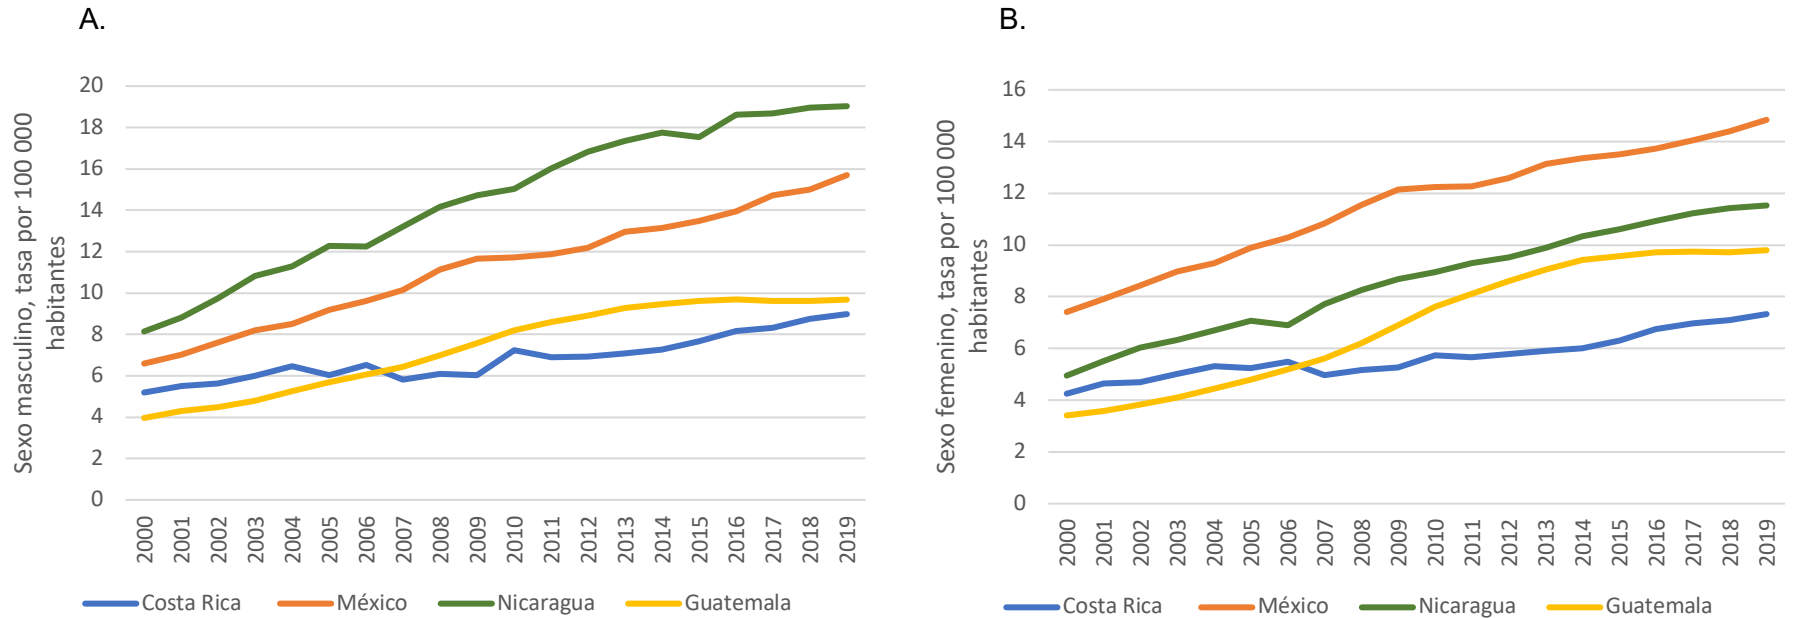 A.
Sexo masculino, tasa por 100 000
habitantes
20
18
16
14
12
10
8
6
4
2
0
2000 2001 2002 2003 2004 2005 2006 2007 2008 2009 2010 2011 2012 2013 2014 2015 2016 2017 2018 2019
Costa Rica México Nicaragua Guatemala
B.
Sexo femenino, tasa por 100 000
habitantes
16
14
12
10
8
6
4
2
0
2000 2001 2002 2003 2004 2005 2006 2007 2008 2009 2010 2011 2012 2013 2014 2015 2016 2017 2018 2019
Costa Rica México Nicaragua Guatemala